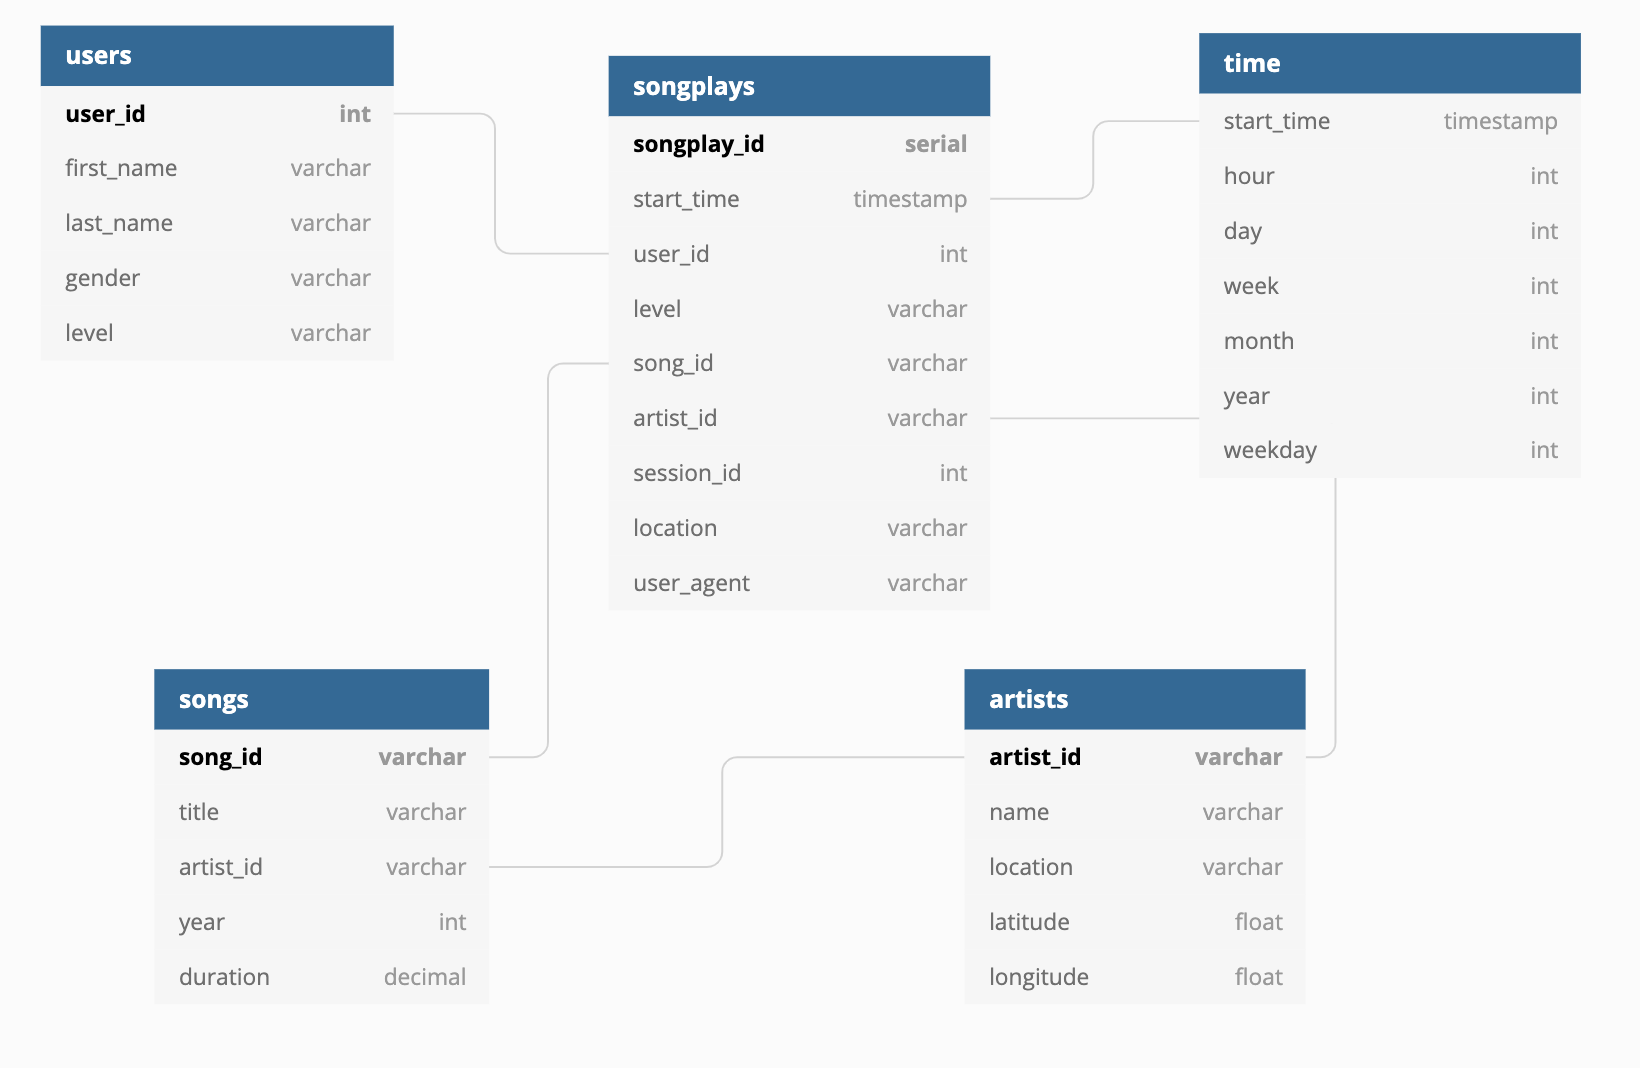 users
user_id int
first_name varchar
last_name varchar
gender varchar
level varchar
songplays
songplay_id serial
start_time timestamp
user_id int
level varchar
song_id varchar
artist_id varchar
session_id int
location varchar
user_agent varchar
time
start_time timestamp
hour int
day int
week int
month int
year int
weekday int
songs
song_id varchar
title varchar
artist_id varchar
year int
duration decimal
artists
artist_id varchar
name varchar
location varchar
latitude float
longitude float